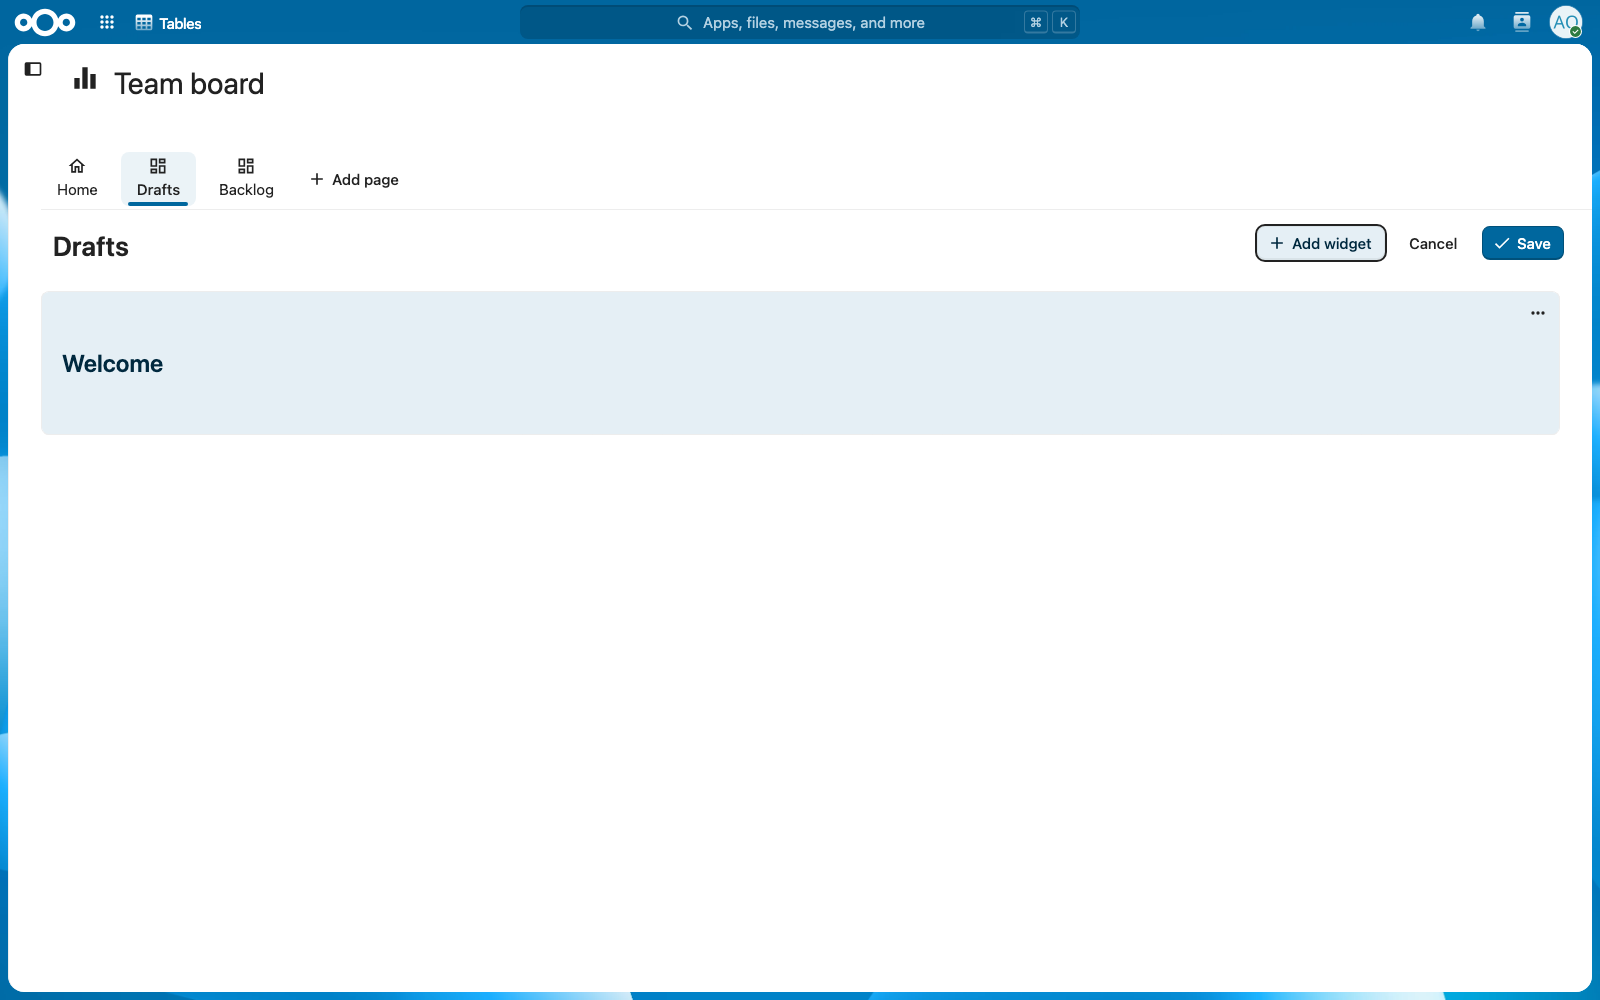 Tables
Apps, files, messages, and more
⌘ K
AO
Team board
Home
Drafts
Backlog
Add page
Drafts
Add widget
Cancel
Save
Welcome